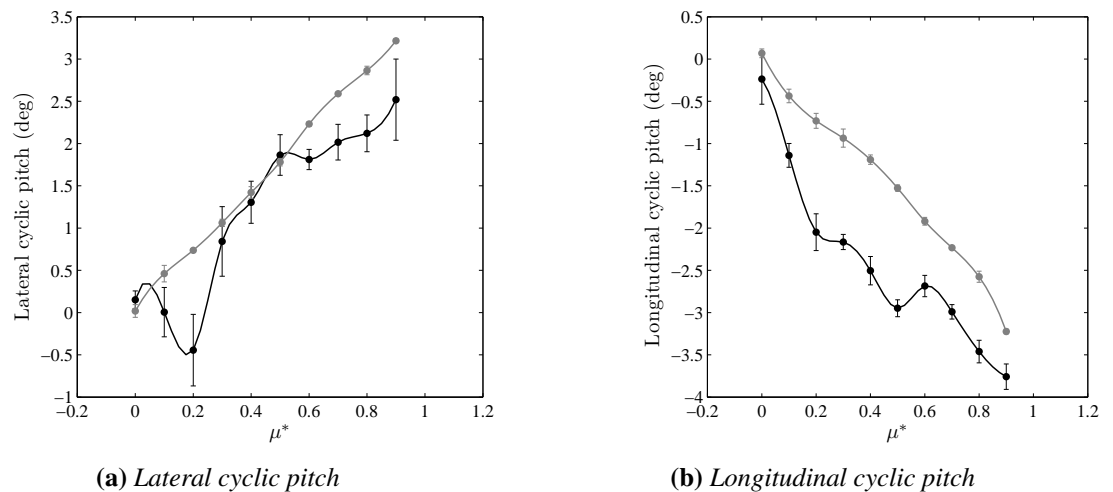 3.5
3
2.5
2
1.5
1
0.5
0
−0.5
−1
−0.2 0 0.2 0.4 0.6 0.8 1 1.2
Lateral cyclic pitch (deg)
μ*
(a) Lateral cyclic pitch
0.5
0
−0.5
−1
−1.5
−2
−2.5
−3
−3.5
−4
−0.2 0 0.2 0.4 0.6 0.8 1 1.2
Longitudinal cyclic pitch (deg)
μ*
(b) Longitudinal cyclic pitch